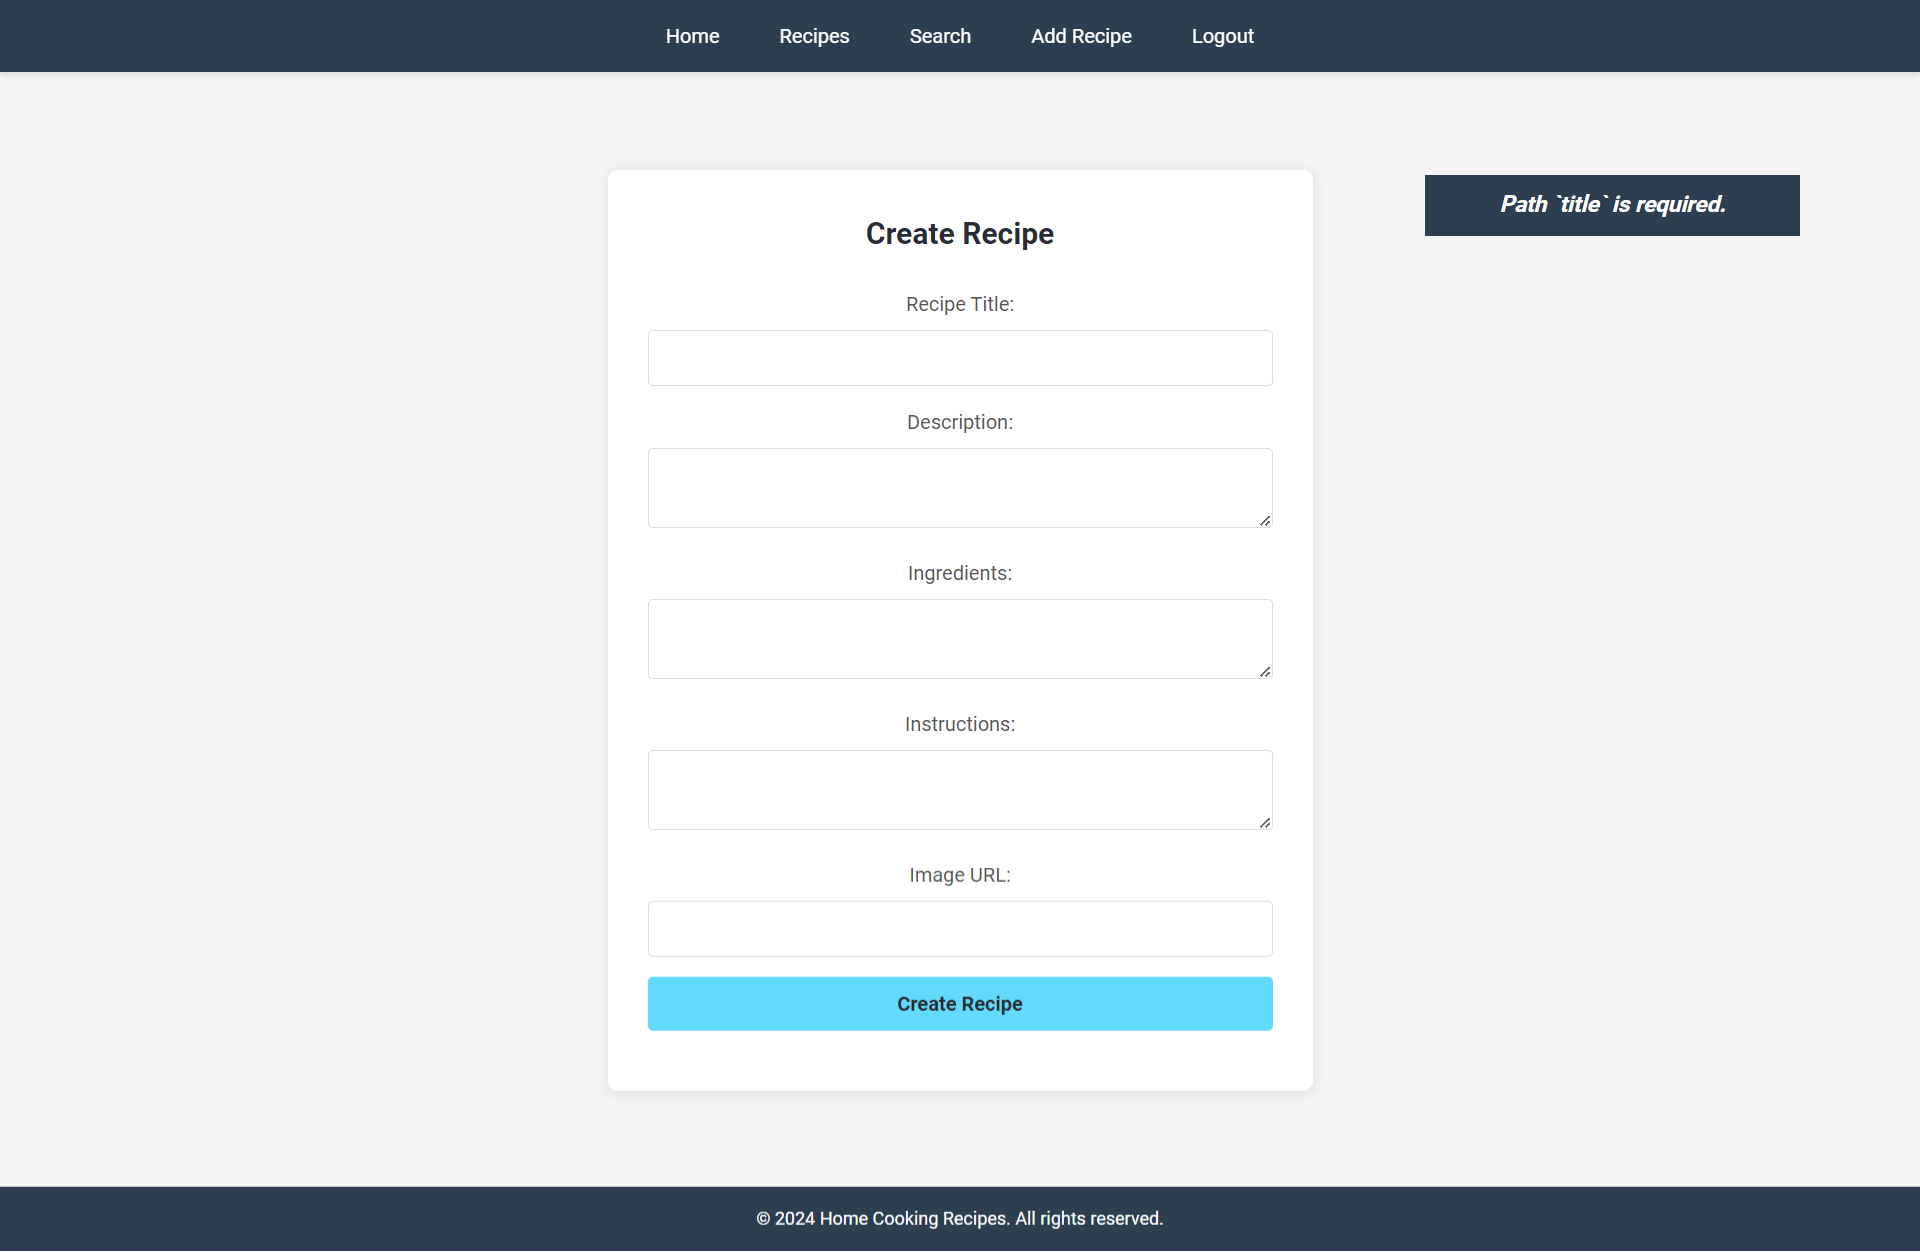 Home Recipes Search Add Recipe Logout
Path `title` is required.
Create Recipe
Recipe Title:
Description:
Ingredients:
Instructions:
Image URL:
Create Recipe
© 2024 Home Cooking Recipes. All rights reserved.